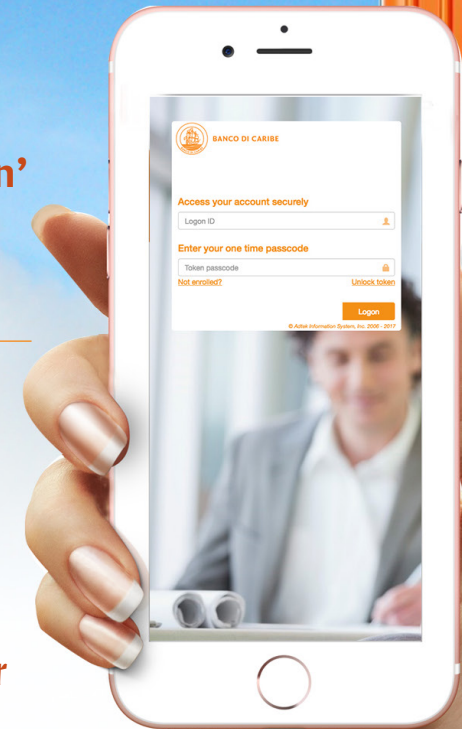 n’
BANCO DI CARIBE
Access your account securely
Logon ID
Enter your one time passcode
Token passcode
Not enrolled? Unlock token
Logon
© Aditek Information System, Inc. 2006 - 2017
r